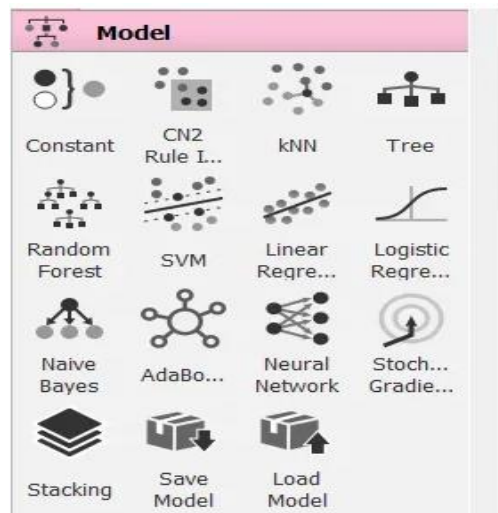 Model
Constant
CN2
Rule I...
kNN
Tree
Random
Forest
SVM
Linear
Regre...
Logistic
Regre...
Naive
Bayes
AdaBo...
Neural
Network
Stoch...
Gradie...
Stacking
Save
Model
Load
Model